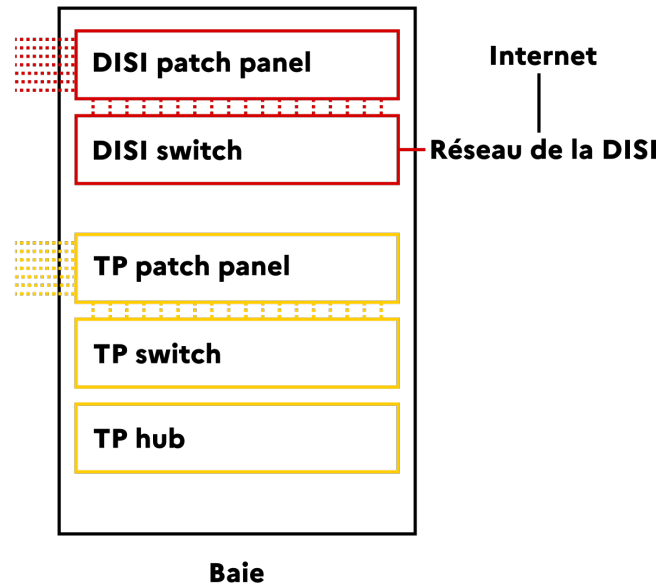 DISI patch panel
Internet
DISI switch
Réseau de la DISI
TP patch panel
TP switch
TP hub
Baie